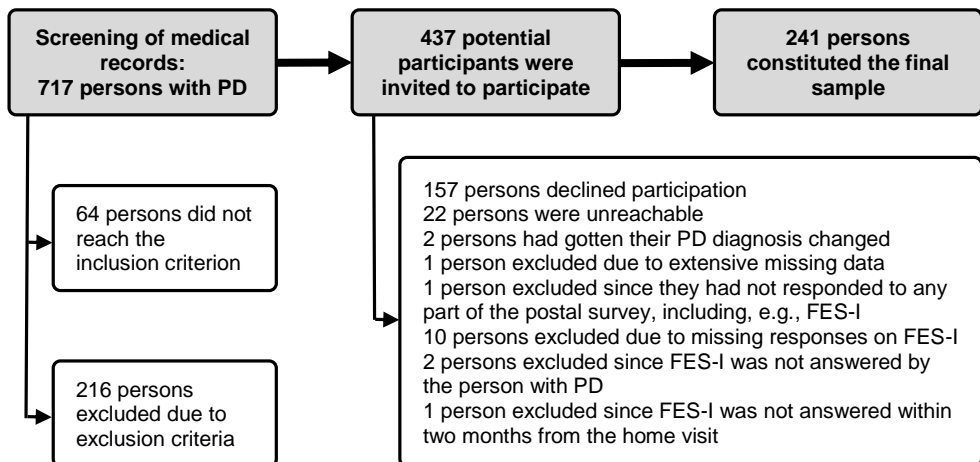 Screening of medical
records:
717 persons with PD
437 potential
participants were
invited to participate
241 persons
constituted the final
sample
64 persons did not
reach the
inclusion criterion
216 persons
excluded due to
exclusion criteria
157 persons declined participation
22 persons were unreachable
2 persons had gotten their PD diagnosis changed
1 person excluded due to extensive missing data
1 person excluded since they had not responded to any
part of the postal survey, including, e.g., FES-I
10 persons excluded due to missing responses on FES-I
2 persons excluded since FES-I was not answered by
the person with PD
1 person excluded since FES-I was not answered within
two months from the home visit